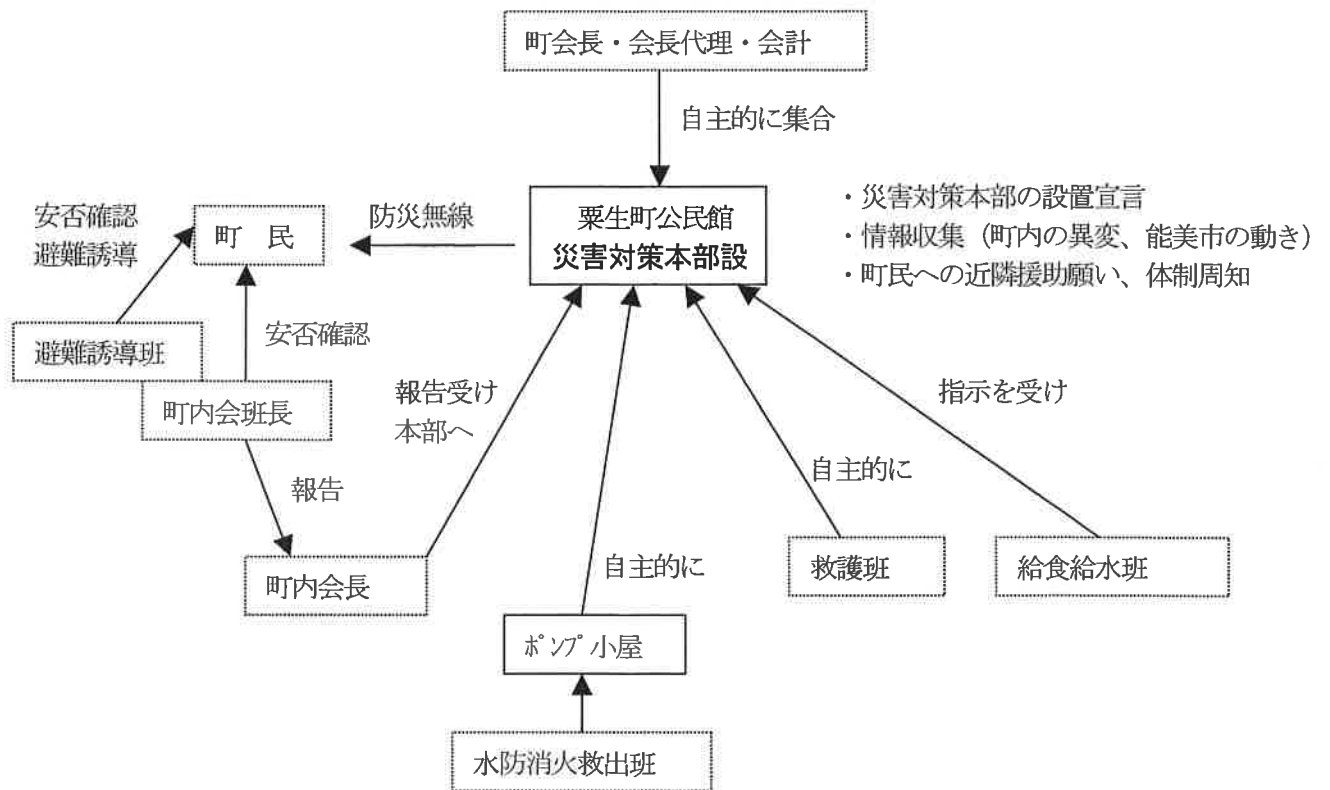 町会長・会長代理・会計
自主的に集合
粟生町公民館
災害対策本部設
・災害対策本部の設置宣言
・情報収集（町内の異変、能美市の動き）
・町民への近隣援助願い、体制周知
防災無線
町　民
安否確認
避難誘導
避難誘導班
安否確認
町内会班長
報告
町内会長
報告受け
本部へ
自主的に
ﾎﾟﾝﾌﾟ小屋
水防消火救出班
自主的に
救護班
指示を受け
給食給水班